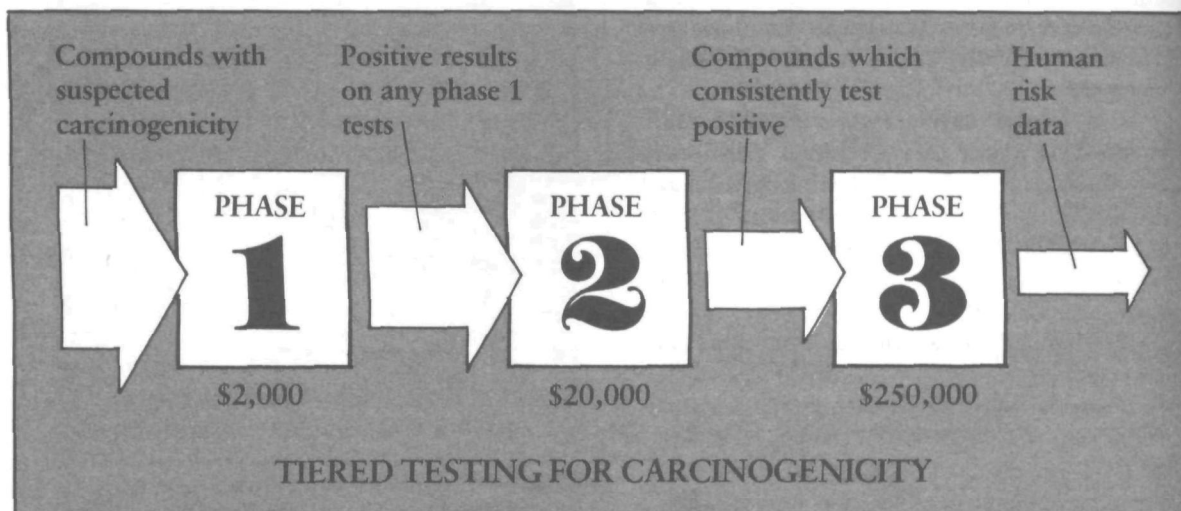 Compounds with
suspected
carcinogenicity
Positive results
on any phase 1
tests
Compounds which
consistently test
positive
Human
risk
data
PHASE
1
$2,000
PHASE
2
$20,000
PHASE
3
$250,000
TIERED TESTING FOR CARCINOGENICITY